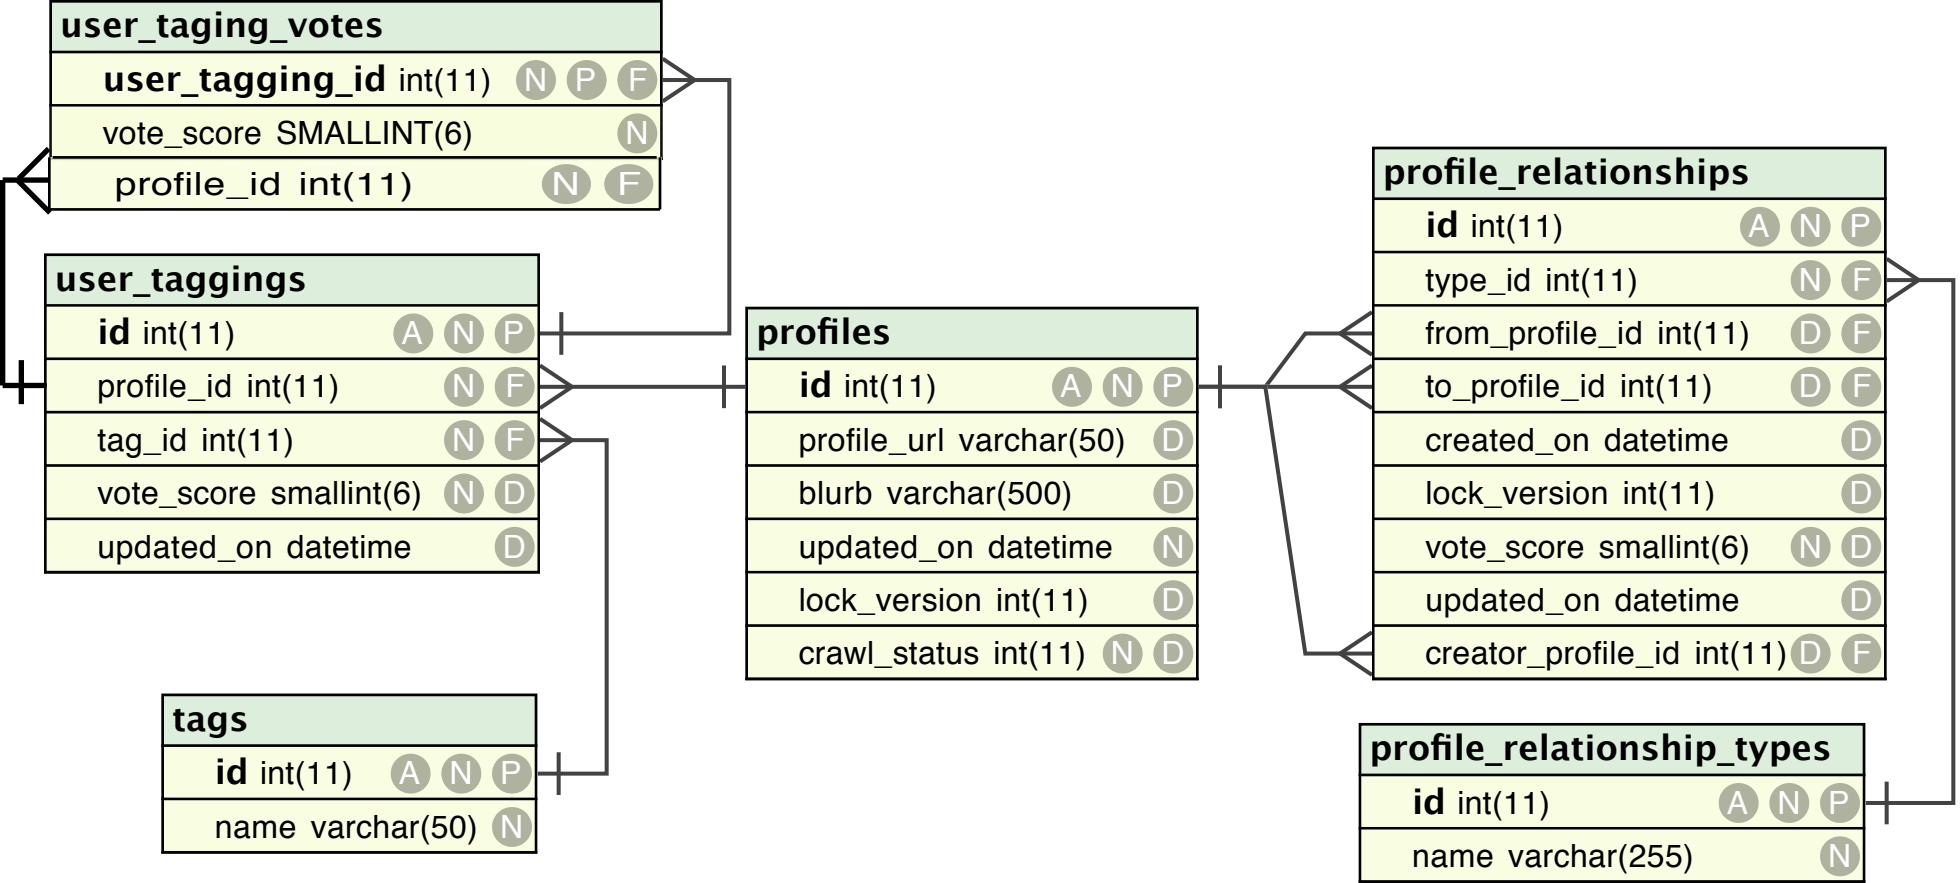 user_taging_votes
user_tagging_id int(11) N P F
vote_score SMALLINT(6) N
profile_id int(11) N F
user_taggings
id int(11) A N P
profile_id int(11) N F
tag_id int(11) N F
vote_score smallint(6) N D
updated_on datetime D
tags
id int(11) A N P
name varchar(50) N
profiles
id int(11) A N P
profile_url varchar(50) D
blurb varchar(500) D
updated_on datetime N
lock_version int(11) D
crawl_status int(11) N D
profile_relationships
id int(11) A N P
type_id int(11) N F
from_profile_id int(11) D F
to_profile_id int(11) D F
created_on datetime D
lock_version int(11) D
vote_score smallint(6) N D
updated_on datetime D
creator_profile_id int(11) D F
profile_relationship_types
id int(11) A N P
name varchar(255) N